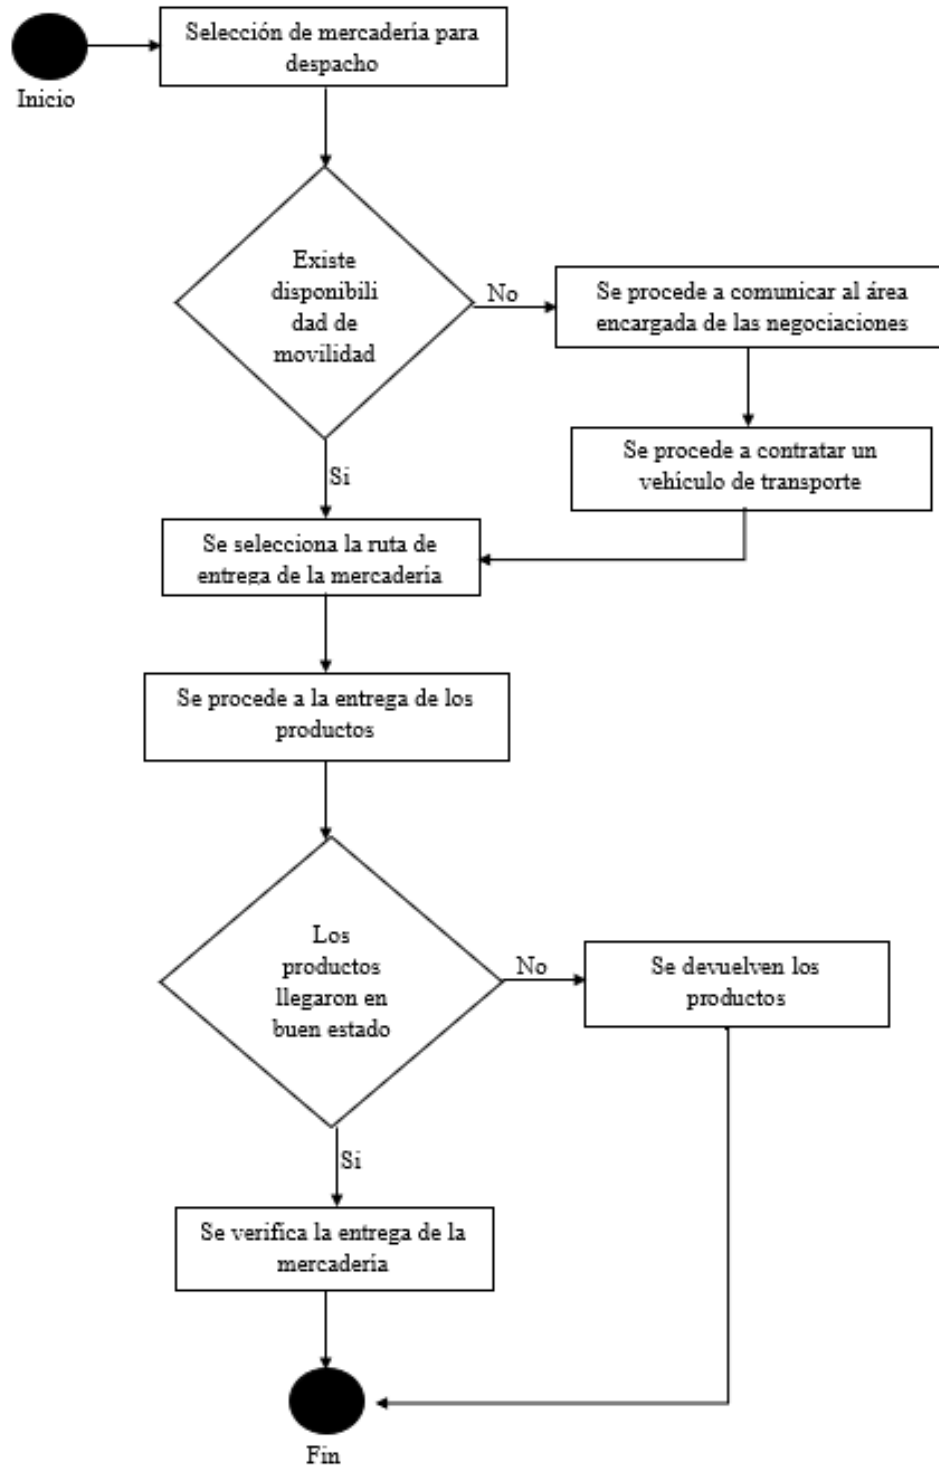 Selección de mercadería para
despacho
Inicio
Existe
disponibili
dad de
movilidad
No
Se procede a comunicar al área
encargada de las negociaciones
Se procede a contratar un
vehículo de transporte
Si
Se selecciona la ruta de
entrega de la mercadería
Se procede a la entrega de los
productos
Los
productos
llegaron en
buen estado
No
Se devuelven los
productos
Si
Se verifica la entrega de la
mercadería
Fin